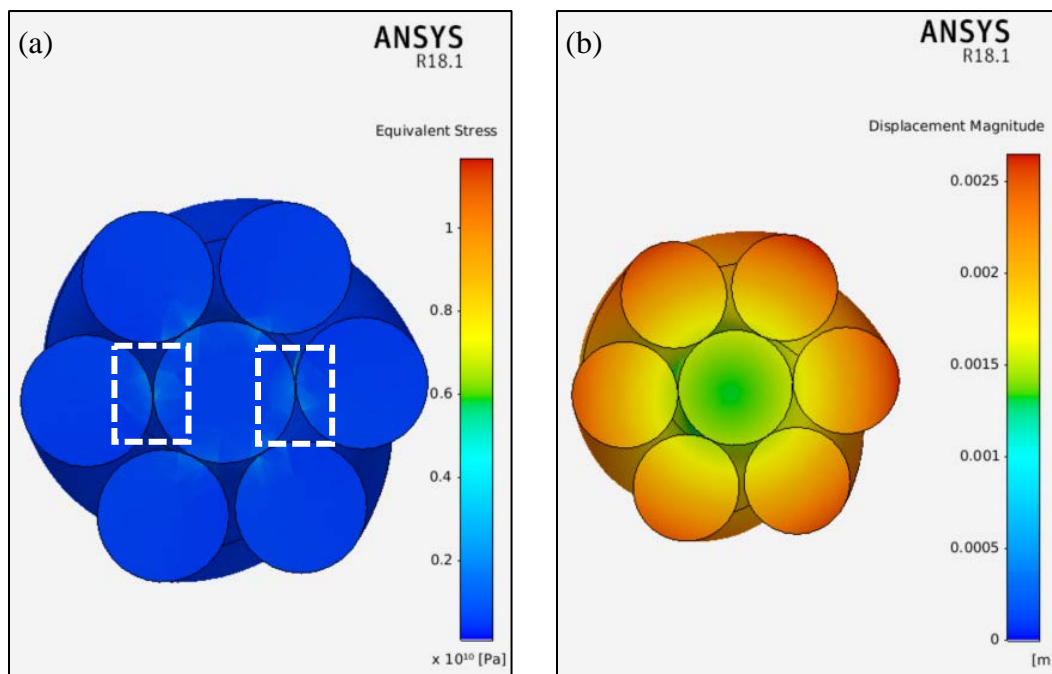 (a)
ANSYS
R18.1
Equivalent Stress
1
0.8
0.6
0.4
0.2
x 10¹⁰ [Pa]
(b)
ANSYS
R18.1
Displacement Magnitude
0.0025
0.002
0.0015
0.001
0.0005
0
[m